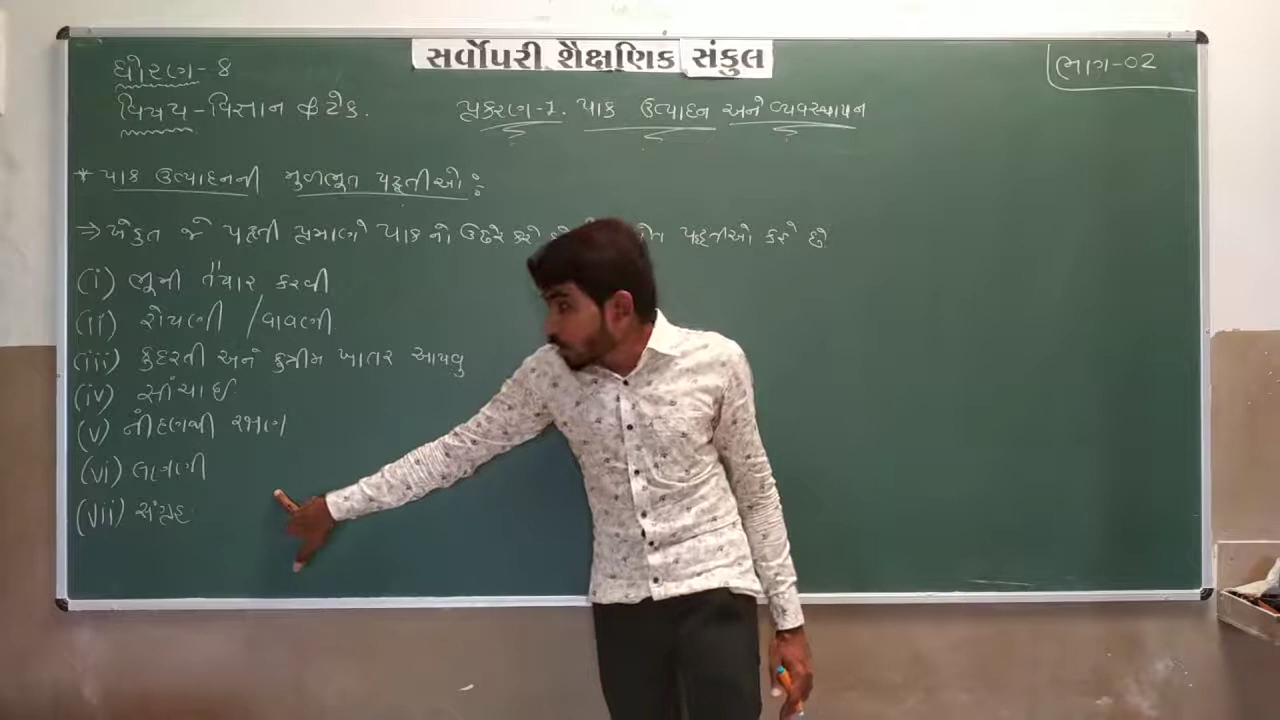 સર્વોપરી શૈક્ષણિક સંકુલ
ભાગ-02
ધોરણ-8
વિષય-વિજ્ઞાન & ટેક.
પ્રકરણ-1. પાક ઉત્પાદન અને વ્યવસ્થાપન
* પાક ઉત્પાદનની મુળભૂત પદ્ધતીઓ :
⇒ ખેડુત જે પદ્ધતી પ્રમાણે પાક નો ઉછેર કરે પદ્ધતીઓ કહે છે
(i) ભૂમી તૈયાર કરવી
(ii) રોપણી /વાવણી
(iii) કુદરતી અને કુત્રીમ ખાતર આપવુ
(iv) સીંચાઈ
(v) નીંદણથી રક્ષણ
(vi) લણણી
(vii) સંગ્રહ